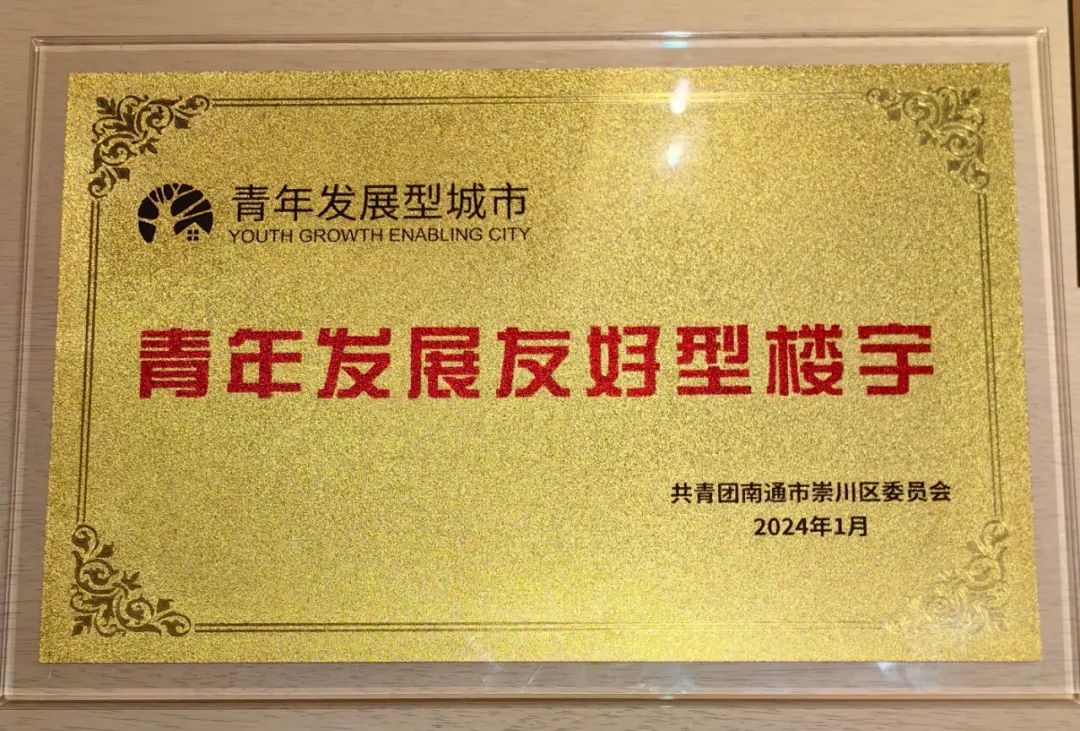 青年发展型城市
YOUTH GROWTH ENABLING CITY
青年发展友好型楼宇
共青团南通市崇川区委员会
2024年1月